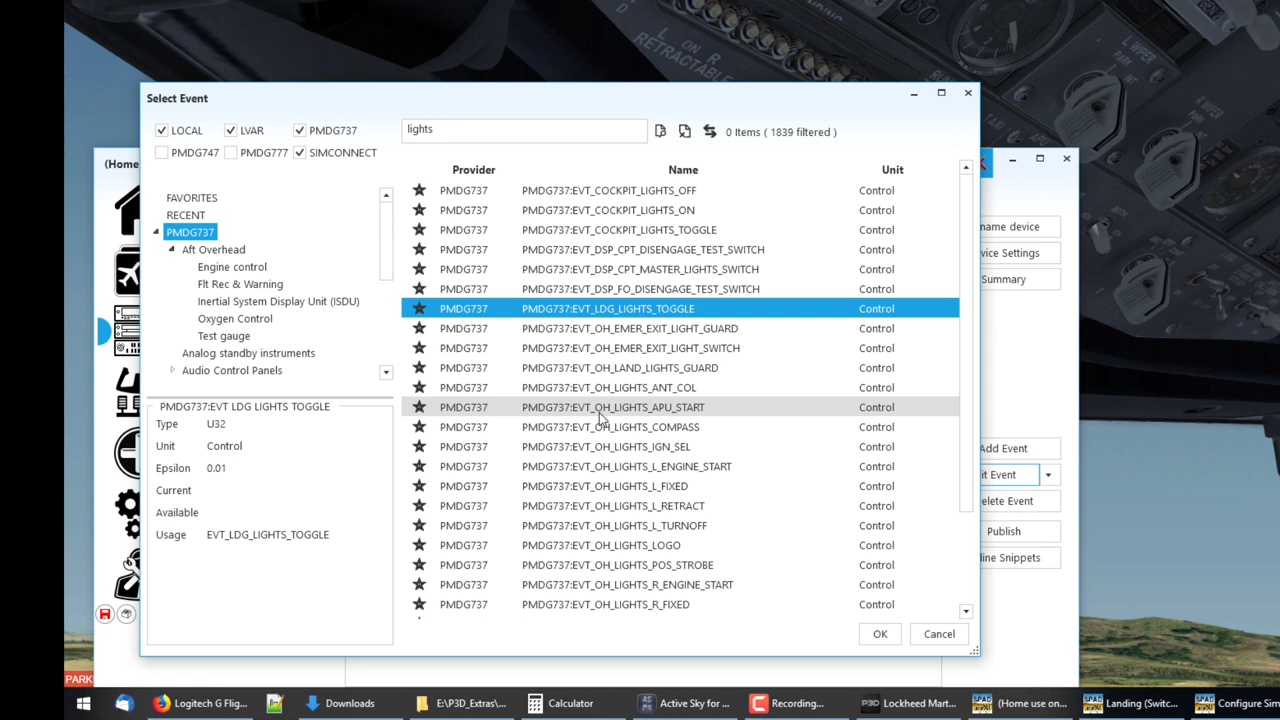 L ON R
RETRACTABLE
L WIPER
Select Event
LOCAL LVAR PMDG737
PMDG747 PMDG777 SIMCONNECT
lights
0 Items ( 1839 filtered )
(Home
FAVORITES
RECENT
PMDG737
Aft Overhead
Engine control
Flt Rec & Warning
Inertial System Display Unit (ISDU)
Oxygen Control
Test gauge
Analog standby instruments
Audio Control Panels
PMDG737:EVT LDG LIGHTS TOGGLE
Type U32
Unit Control
Epsilon 0.01
Current
Available
Usage EVT_LDG_LIGHTS_TOGGLE
Provider Name Unit
PMDG737 PMDG737:EVT_COCKPIT_LIGHTS_OFF Control
PMDG737 PMDG737:EVT_COCKPIT_LIGHTS_ON Control
PMDG737 PMDG737:EVT_COCKPIT_LIGHTS_TOGGLE Control
PMDG737 PMDG737:EVT_DSP_CPT_DISENGAGE_TEST_SWITCH Control
PMDG737 PMDG737:EVT_DSP_CPT_MASTER_LIGHTS_SWITCH Control
PMDG737 PMDG737:EVT_DSP_FO_DISENGAGE_TEST_SWITCH Control
PMDG737 PMDG737:EVT_LDG_LIGHTS_TOGGLE Control
PMDG737 PMDG737:EVT_OH_EMER_EXIT_LIGHT_GUARD Control
PMDG737 PMDG737:EVT_OH_EMER_EXIT_LIGHT_SWITCH Control
PMDG737 PMDG737:EVT_OH_LAND_LIGHTS_GUARD Control
PMDG737 PMDG737:EVT_OH_LIGHTS_ANT_COL Control
PMDG737 PMDG737:EVT_OH_LIGHTS_APU_START Control
PMDG737 PMDG737:EVT_OH_LIGHTS_COMPASS Control
PMDG737 PMDG737:EVT_OH_LIGHTS_IGN_SEL Control
PMDG737 PMDG737:EVT_OH_LIGHTS_L_ENGINE_START Control
PMDG737 PMDG737:EVT_OH_LIGHTS_L_FIXED Control
PMDG737 PMDG737:EVT_OH_LIGHTS_L_RETRACT Control
PMDG737 PMDG737:EVT_OH_LIGHTS_L_TURNOFF Control
PMDG737 PMDG737:EVT_OH_LIGHTS_LOGO Control
PMDG737 PMDG737:EVT_OH_LIGHTS_POS_STROBE Control
PMDG737 PMDG737:EVT_OH_LIGHTS_R_ENGINE_START Control
PMDG737 PMDG737:EVT_OH_LIGHTS_R_FIXED Control
OK Cancel
name device
vice Settings
Summary
Add Event
it Event
elete Event
Publish
line Snippets
PARK
Logitech G Flig... Downloads E:\P3D_Extras\... Calculator Active Sky for ... Recording... Lockheed Mart... (Home use on... Landing (Switc... Configure Sim